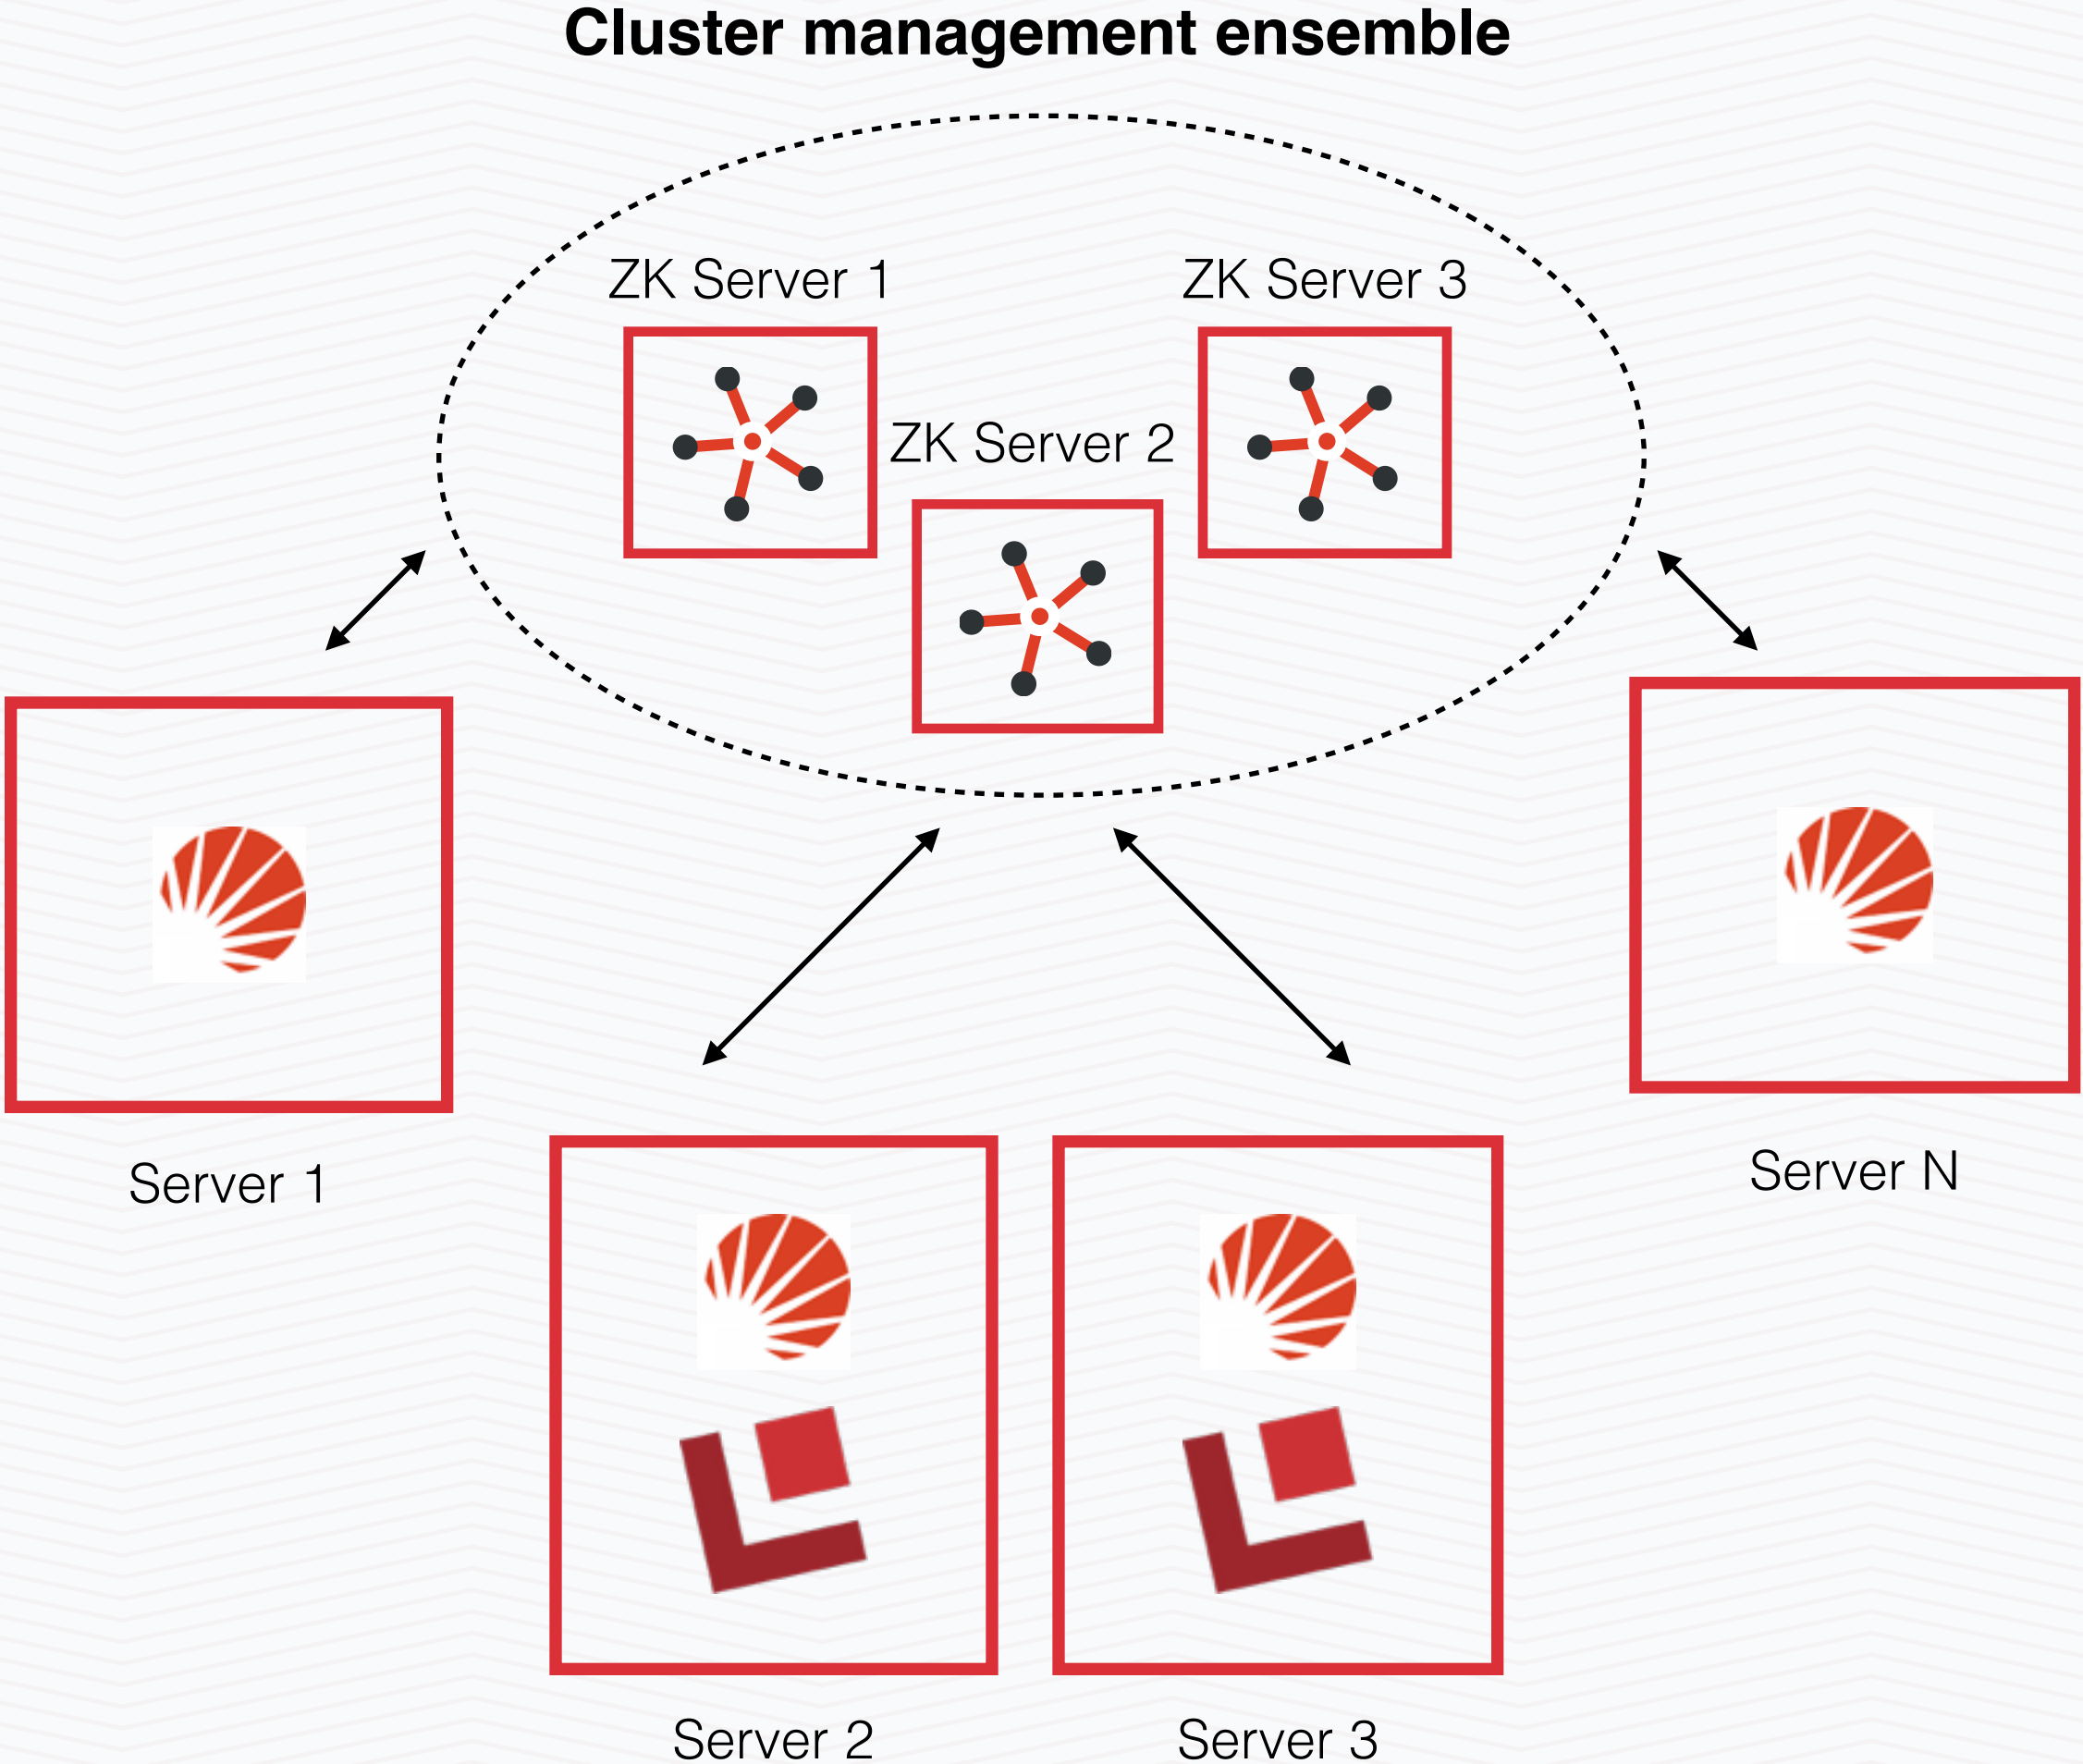 Cluster management ensemble
ZK Server 1
ZK Server 3
ZK Server 2
Server 1
Server N
Server 2
Server 3